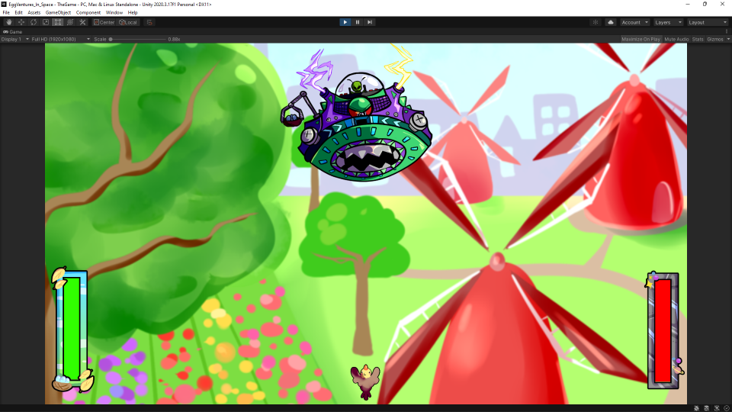 EggVentures_In_Space - TheGame - PC, Mac & Linux Standalone - Unity 2020.3.7f1 Personal <DX11>
File Edit Assets GameObject Component Window Help
Center Local Account Layers Layout
Game
Display 1 Full HD (1920x1080) Scale 0.88x Maximize On Play Mute Audio Stats Gizmos